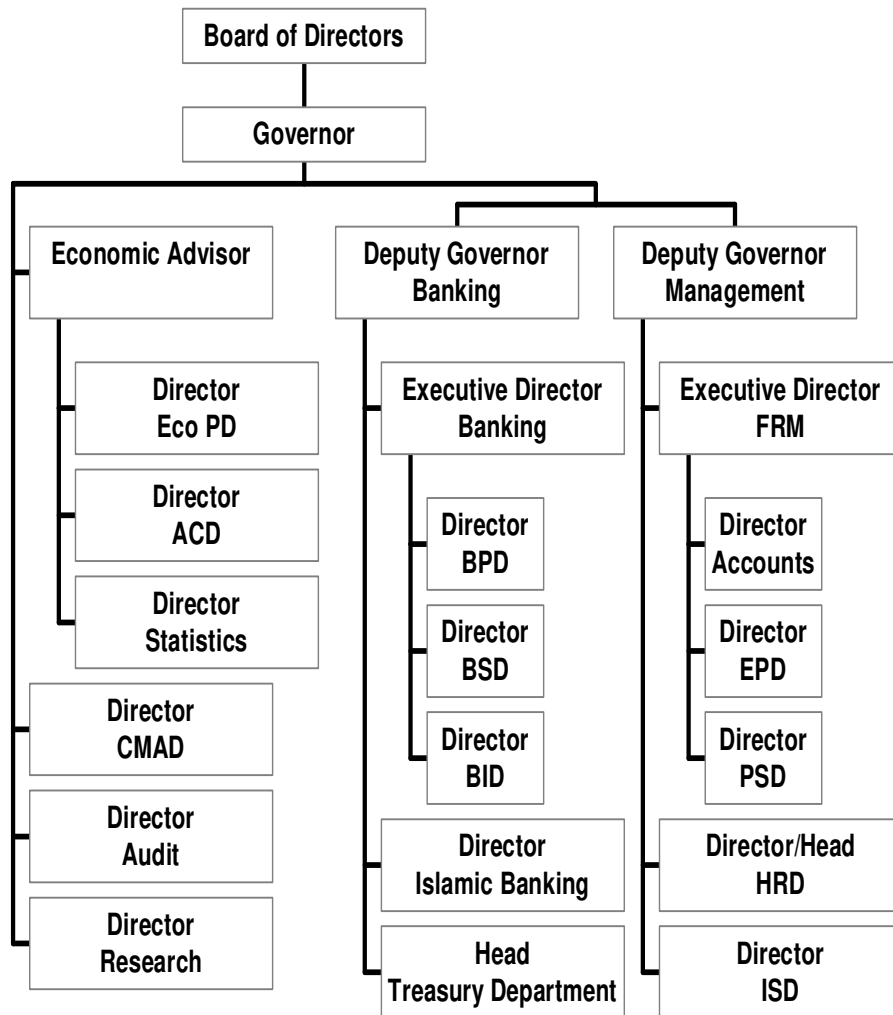 Board of Directors
Governor
Economic Advisor
Director
Eco PD
Director
ACD
Director
Statistics
Director
CMAD
Director
Audit
Director
Research
Deputy Governor
Banking
Executive Director
Banking
Director
BPD
Director
BSD
Director
BID
Director
Islamic Banking
Head
Treasury Department
Deputy Governor
Management
Executive Director
FRM
Director
Accounts
Director
EPD
Director
PSD
Director/Head
HRD
Director
ISD